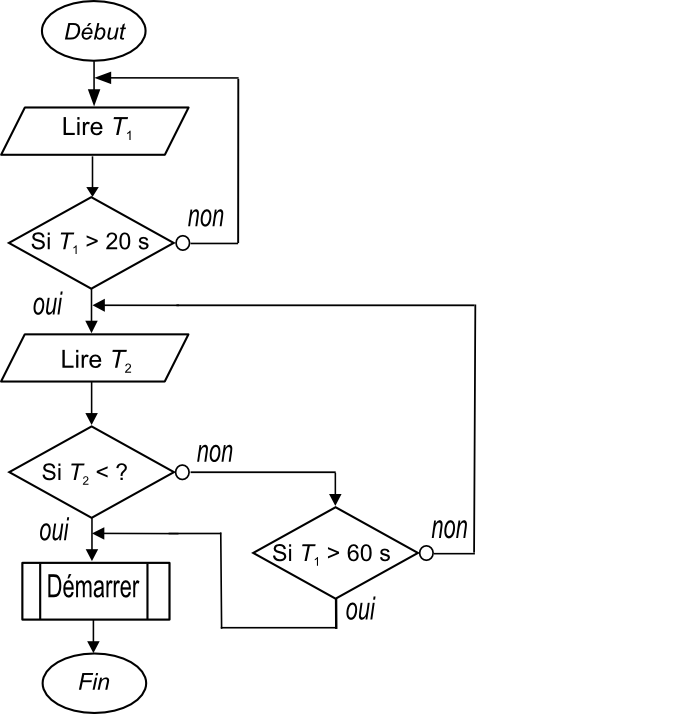 Début
Lire T1
non
Si T1 > 20 s
oui
Lire T2
non
Si T2 < ?
oui
non
Si T1 > 60 s
Démarrer
oui
Fin